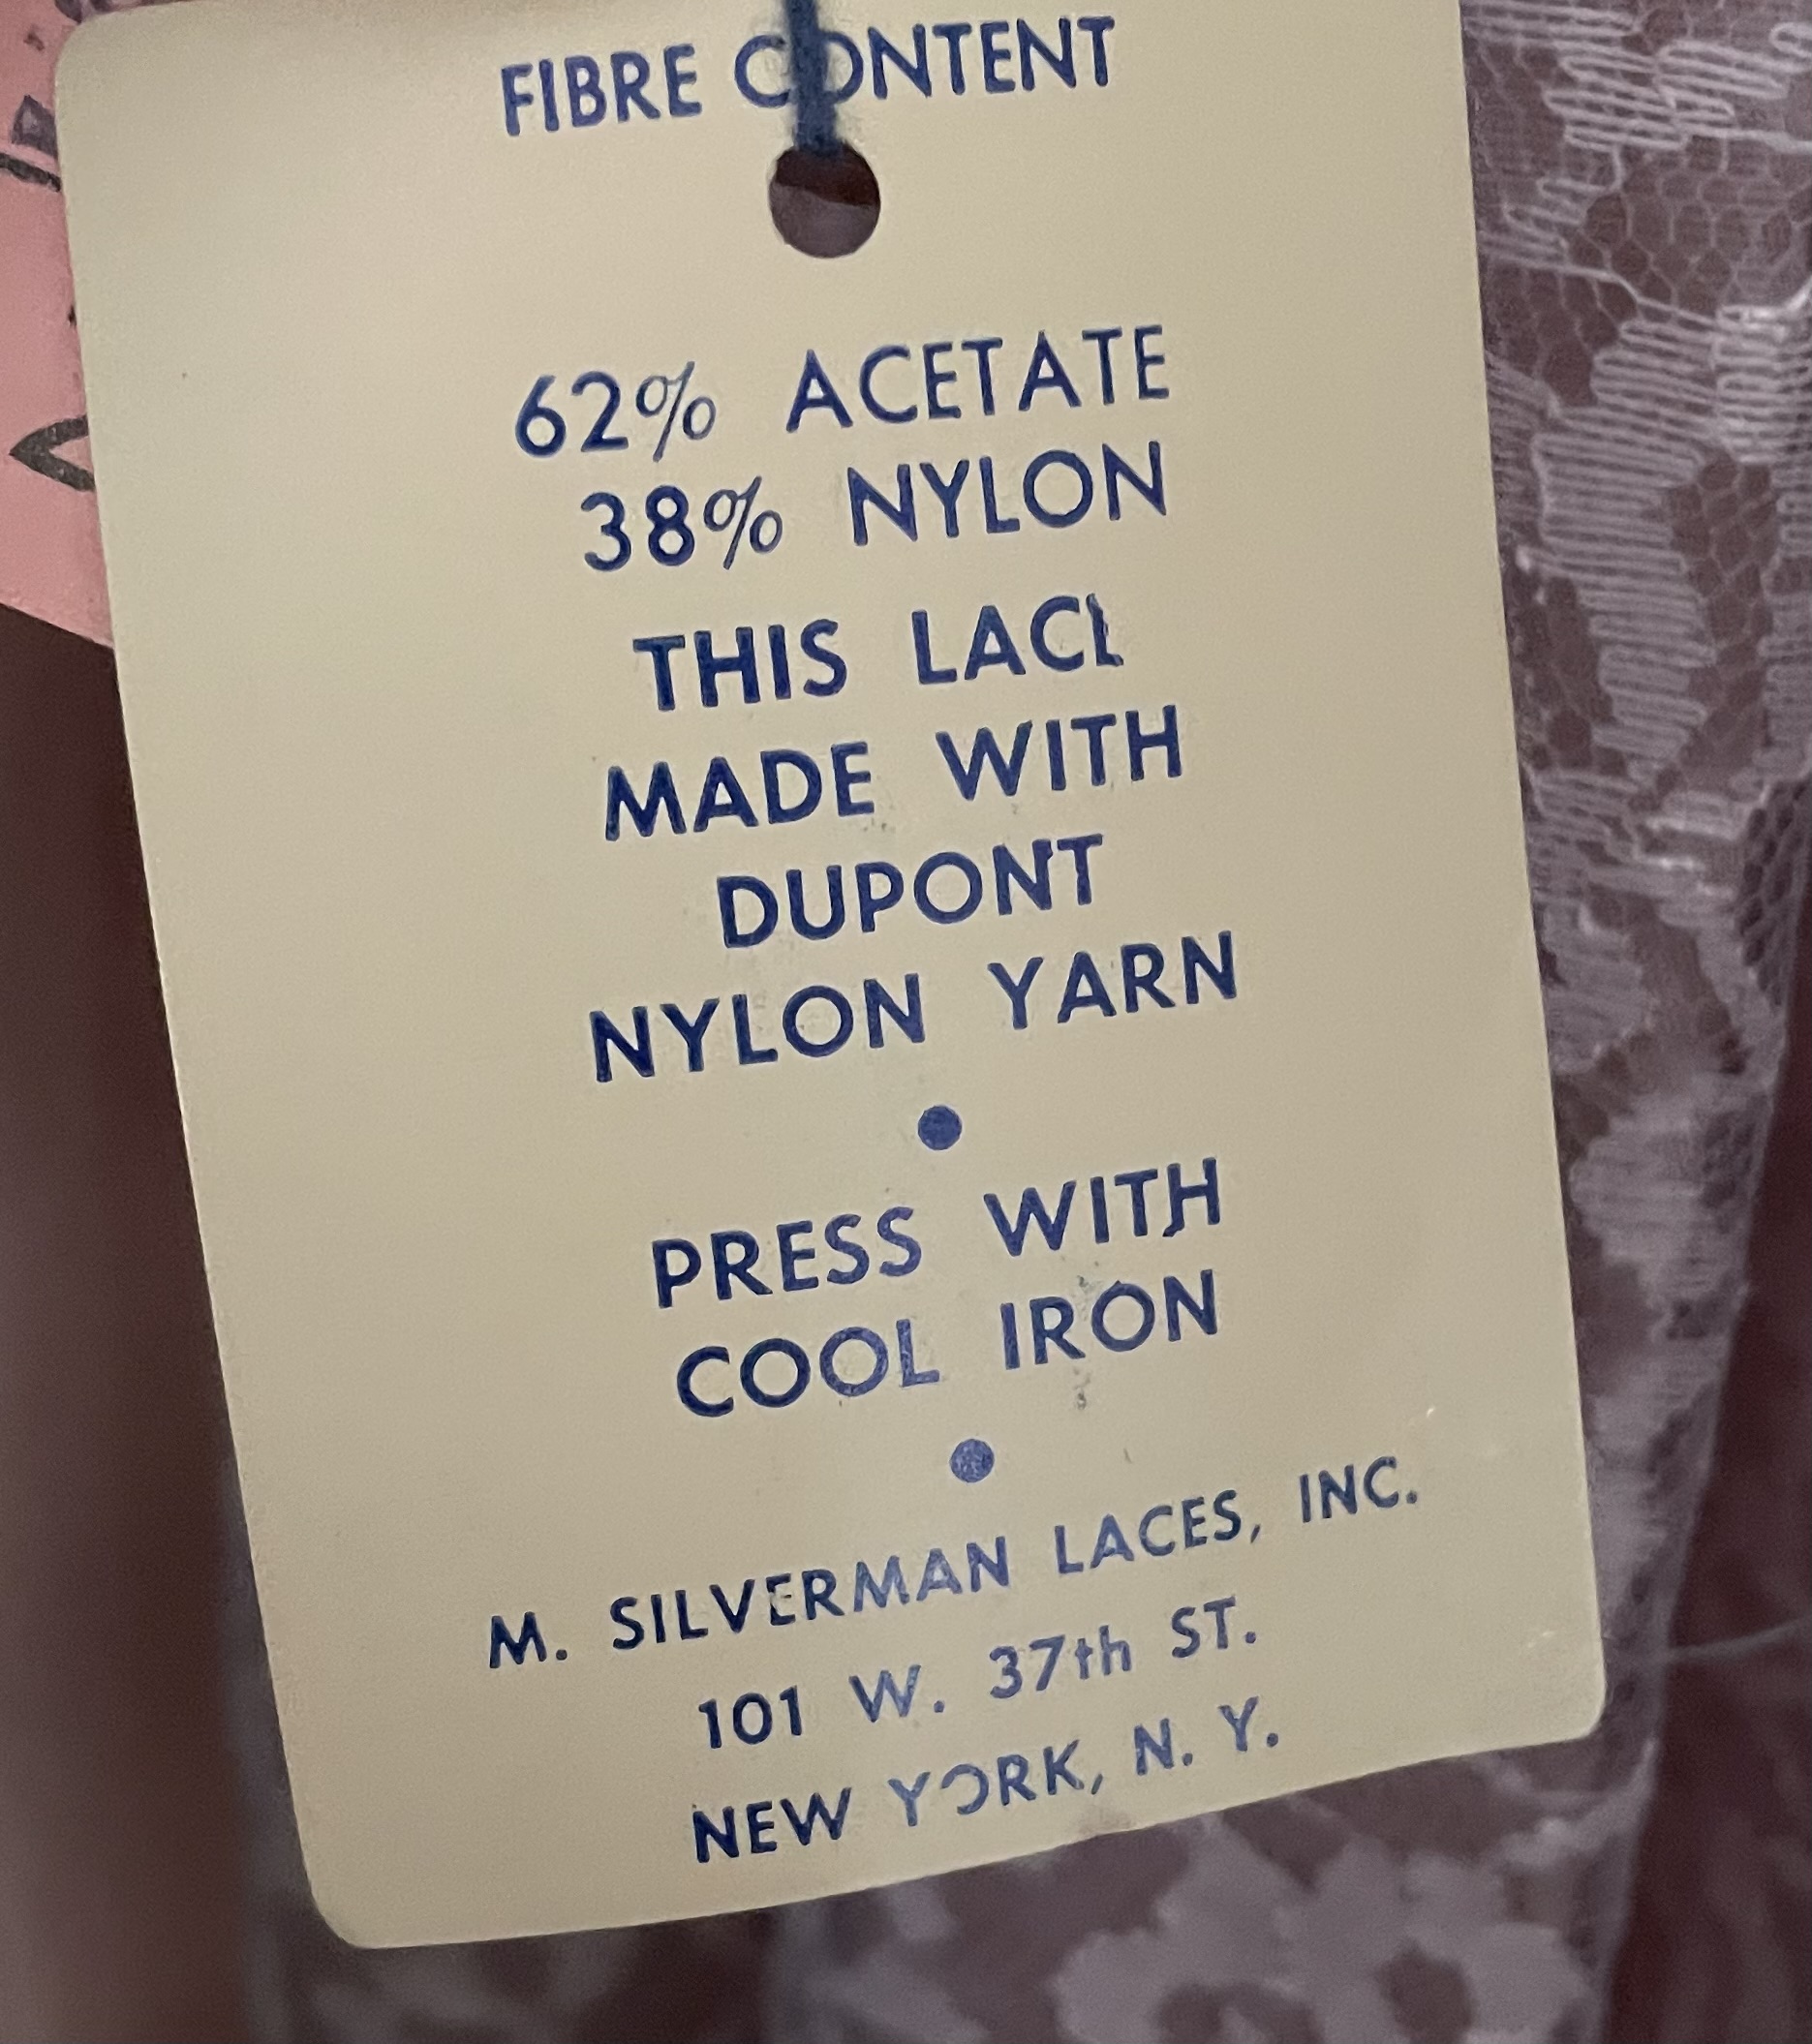 FIBRE CONTENT
62% ACETATE
38% NYLON
THIS LACE
MADE WITH
DUPONT
NYLON YARN
•
PRESS WITH
COOL IRON
•
M. SILVERMAN LACES, INC.
101 W. 37th ST.
NEW YORK, N. Y.